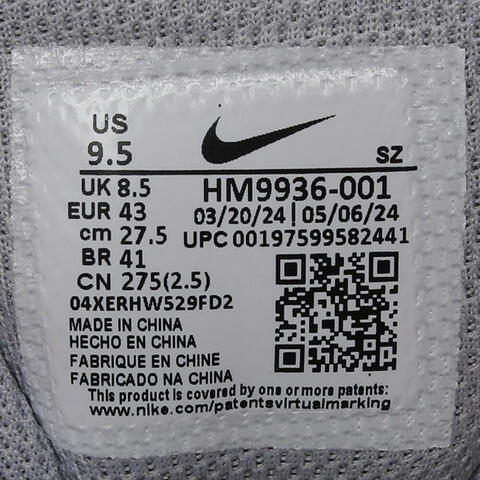 US
9.5
SZ
UK 8.5
HM9936-001
EUR 43
03/20/24 | 05/06/24
cm 27.5
UPC 00197599582441
BR 41
CN 275(2.5)
04XERHW529FD2
MADE IN CHINA
HECHO EN CHINA
FABRIQUE EN CHINE
FABRICADO NA CHINA
This product is covered by one or more patents:
www.nike.com/patentsvirtualmarking